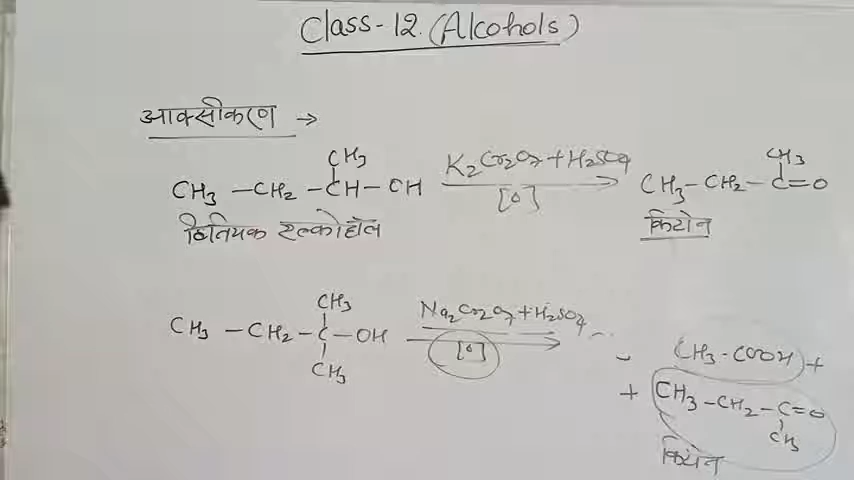 Class-12. (Alcohols)
आक्सीकरण →
CH3
CH3 – CH2 – CH – OH K2Cr2O7 + H2SO4 [O] → CH3 – CH2 – C = O
CH3
द्वितियक एल्कोहॉल
किटोन
CH3
CH3 – CH2 – C – OH Na2Cr2O7 + H2SO4 [O] →
CH3
CH3 - COOH +
+ CH3 – CH2 – C = O
CH3
किटोन